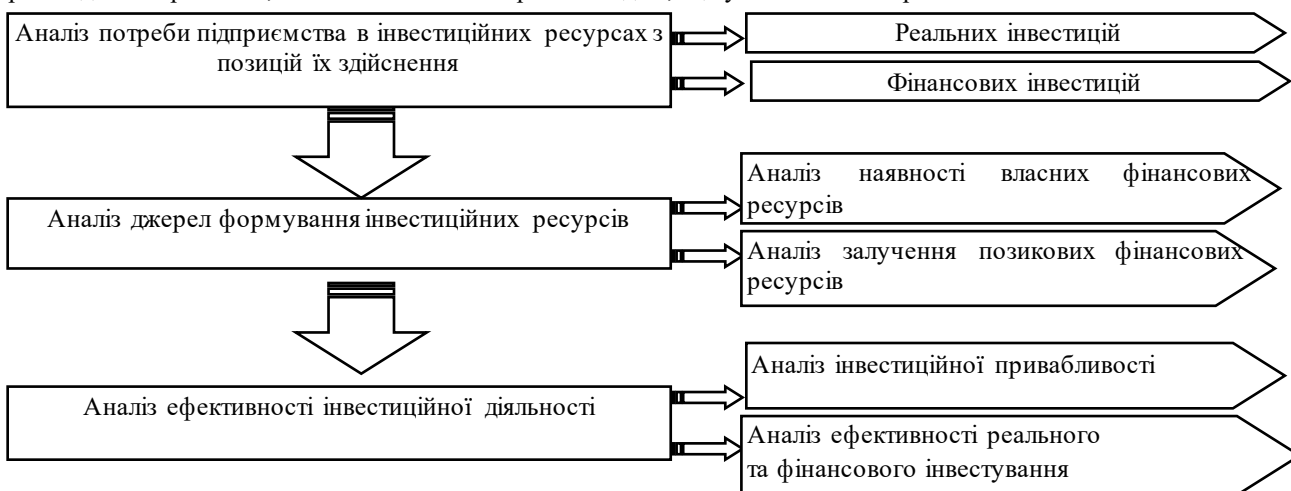 Аналіз потреби підприємства в інвестиційних ресурсах з
позицій їх здійснення
Реальних інвестицій
Фінансових інвестицій
Аналіз джерел формування інвестиційних ресурсів
Аналіз наявності власних фінансових
ресурсів
Аналіз залучення позикових фінансових
ресурсів
Аналіз ефективності інвестиційної діяльності
Аналіз інвестиційної привабливості
Аналіз ефективності реального
та фінансового інвестування